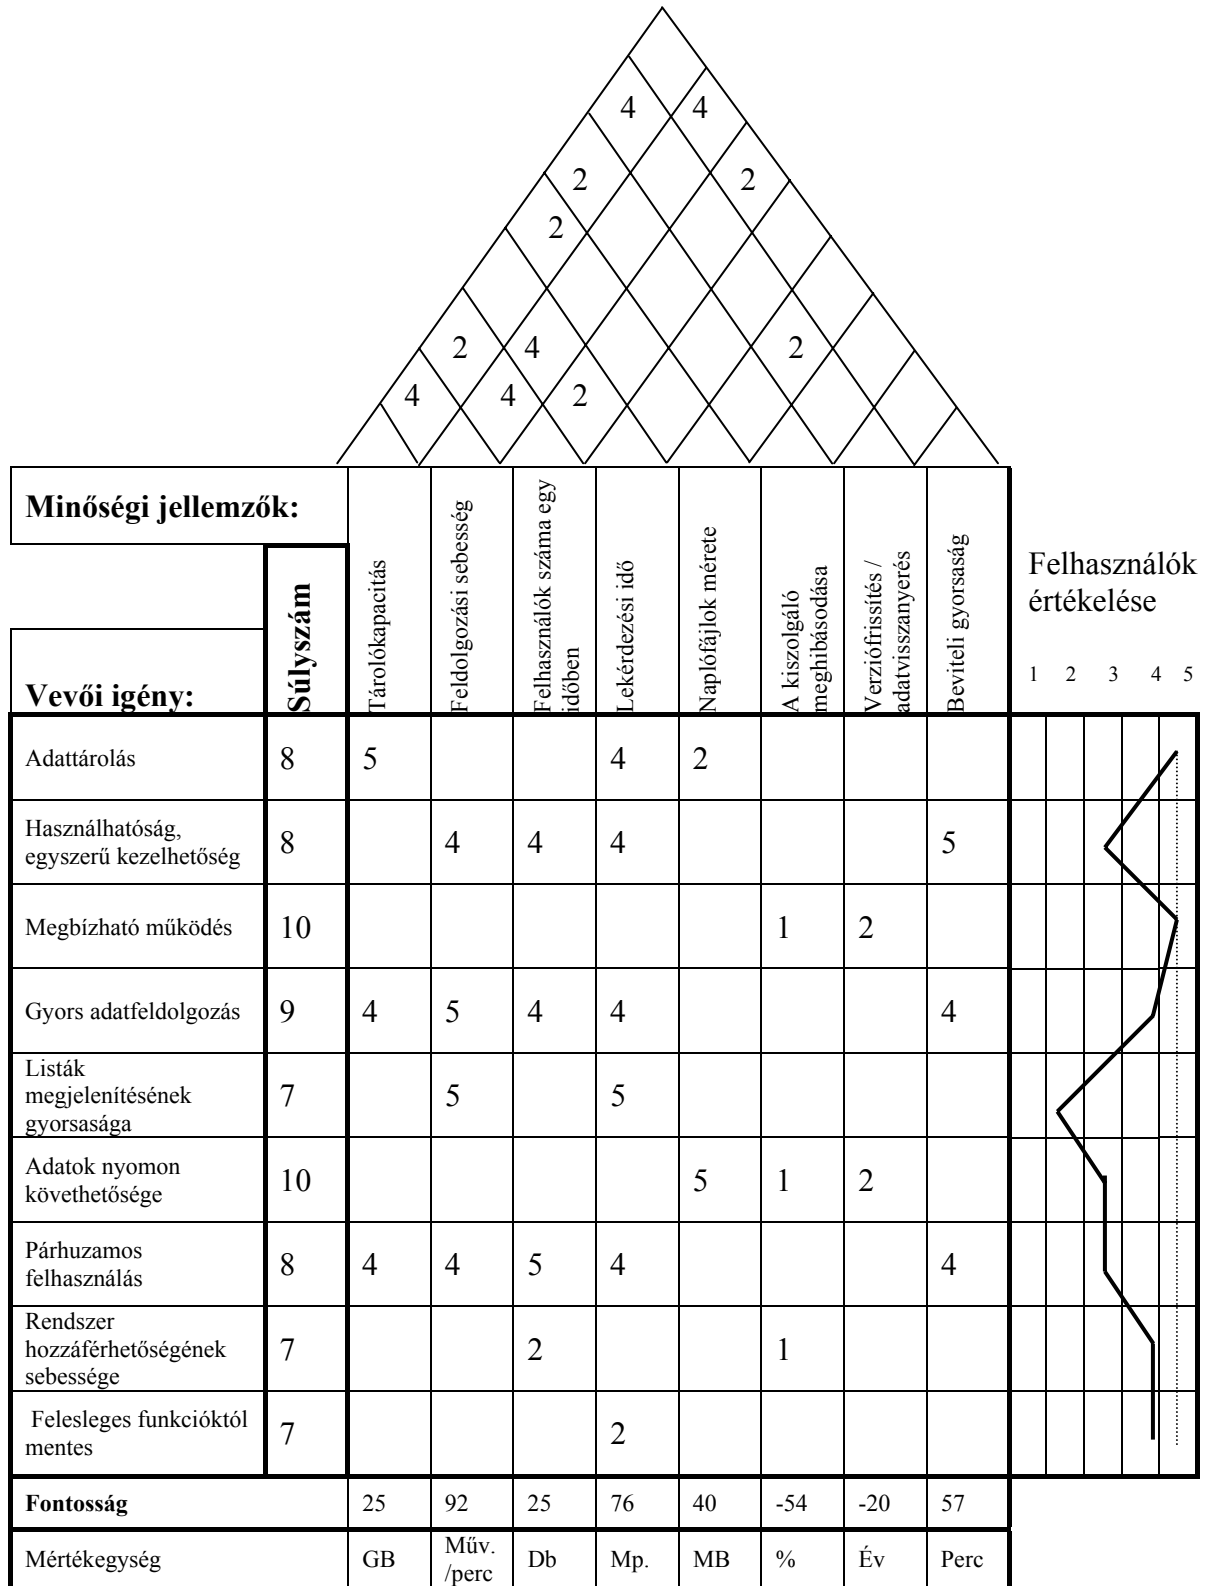 4 4
2 2
2
2 4 2
4 4 2
Minőségi jellemzők:
Súlyszám
Vevői igény:
Tárolókapacitás
Feldolgozási sebesség
Felhasználók száma egy
időben
Lekérdezési idő
Naplófájlok mérete
A kiszolgáló
meghibásodása
Verziófrissítés /
adatvisszanyerés
Beviteli gyorsaság
Felhasználók
értékelése
1 2 3 4 5
Adattárolás 8 5 4 2
Használhatóság,
egyszerű kezelhetőség 8 4 4 4 5
Megbízható működés 10 1 2
Gyors adatfeldolgozás 9 4 5 4 4 4
Listák
megjelenítésének
gyorsasága 7 5 5
Adatok nyomon
követhetősége 10 5 1 2
Párhuzamos
felhasználás 8 4 4 5 4 4
Rendszer
hozzáférhetőségének
sebessége 7 2 1
Felesleges funkcióktól
mentes 7 2
Fontosság 25 92 25 76 40 -54 -20 57
Mértékegység GB Műv.
/perc Db Mp. MB % Év Perc